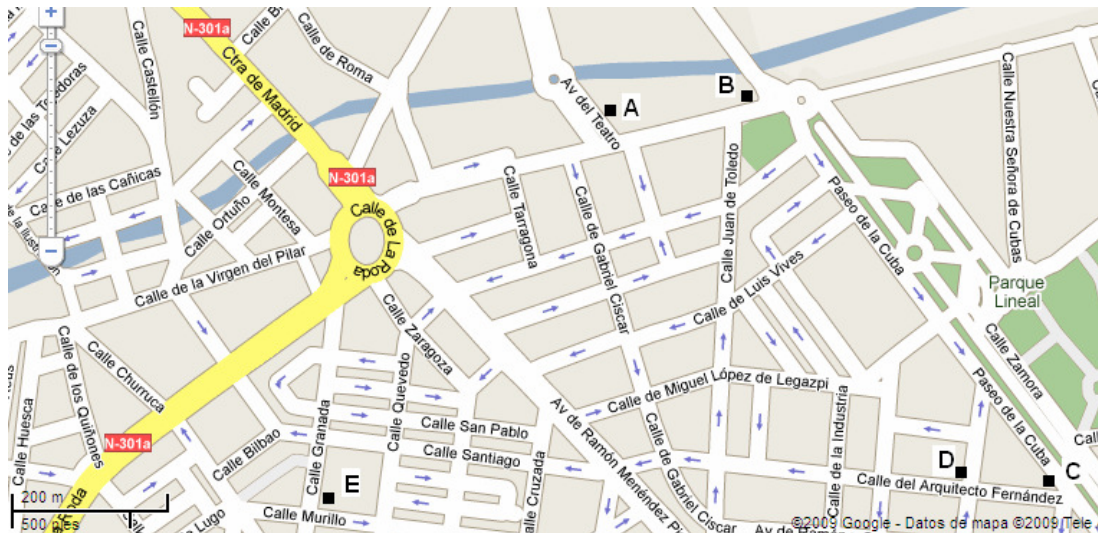 N-301a
Ctra de Madrid
Calle de Roma
Calle Castellón
Calle Lezuza
Calle de las Cañicas
Calle Ortuño
Calle Montesa
N-301a
Calle de La Roda
Calle de la Virgen del Pilar
Av del Teatro
A
B
Calle Tarragona
Calle de Gabriel Ciscar
Calle Juan de Toledo
Paseo de la Cuba
Calle Nuestra Señora de Cubas
Parque
Lineal
Calle de Luis Vives
Calle Zaragoza
Calle Zamora
Paseo de la Cuba
Calle Churruca
Calle de los Quiñones
Calle Huesca
Calle Granada
Calle Quevedo
Calle de Miguel López de Legazpi
Calle San Pablo
Calle Santiago
Av de Ramón Menéndez Pi
Calle de Gabriel Ciscar
Calle de la Industria
N-301a
Calle Bilbao
Calle Cruzada
D
C
Calle del Arquitecto Fernández
E
Calle Murillo
Lugo
200 m
500 pies
Roda
Av de Ramón
©2009 Google - Datos de mapa ©2009 Tele